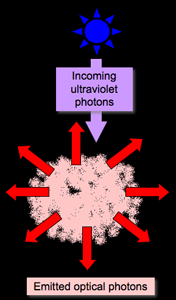 Incoming
ultraviolet
photons
Emitted optical photons